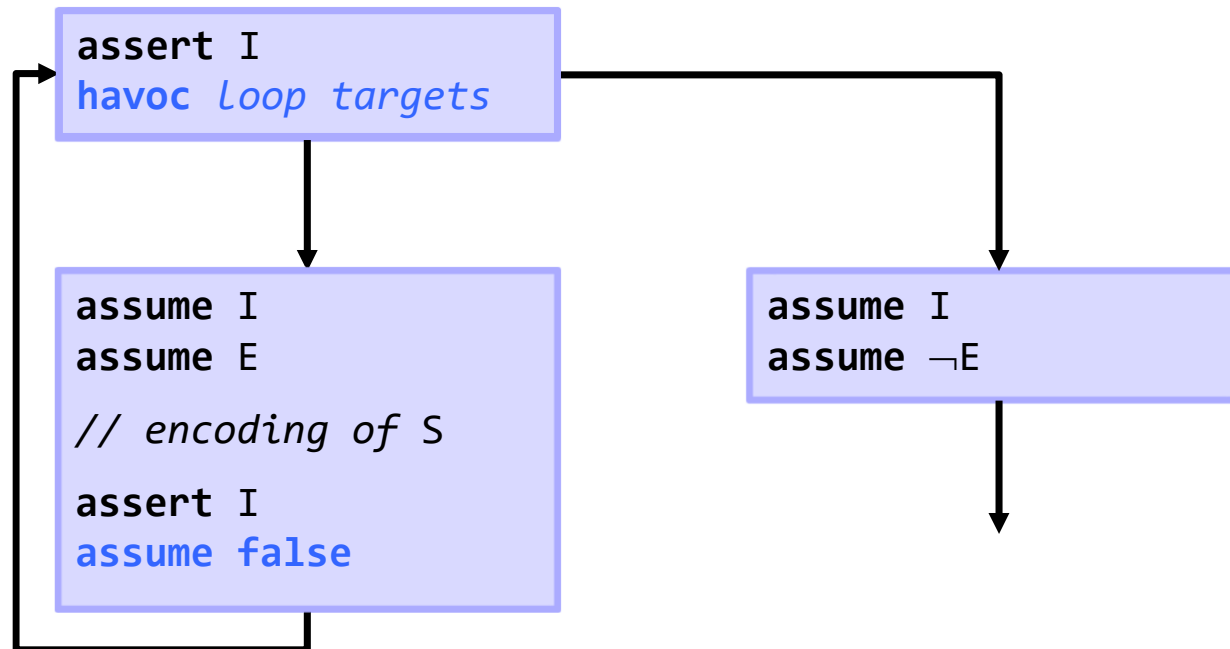 assert I
havoc loop targets
assume I
assume E
// encoding of S
assert I
assume false
assume I
assume ¬E